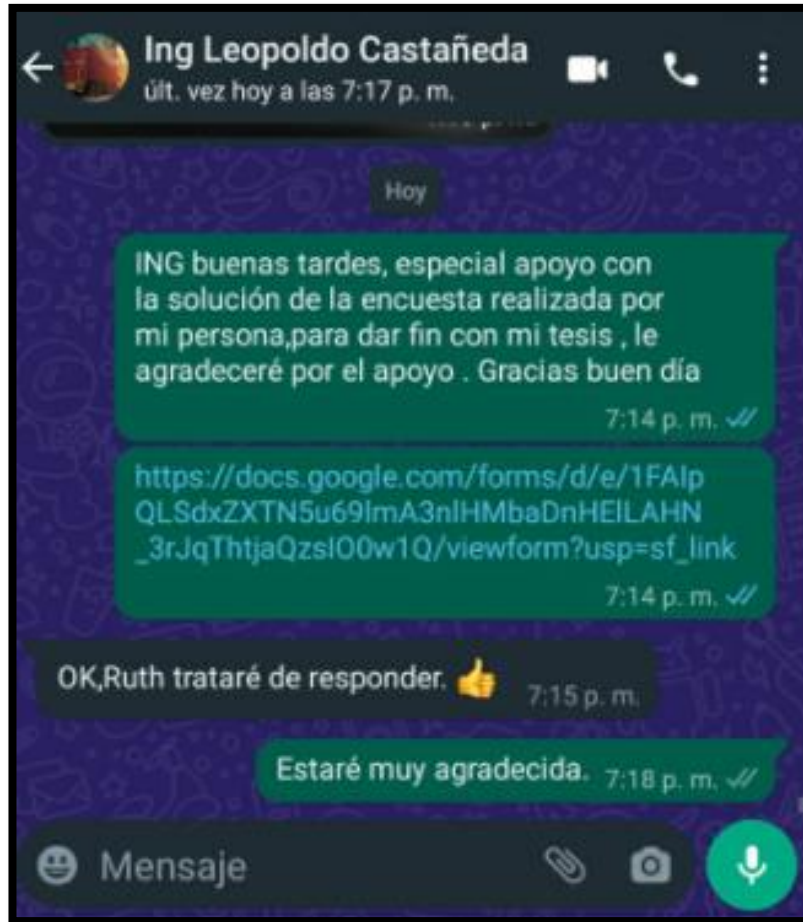 Ing Leopoldo Castañeda
últ. vez hoy a las 7:17 p. m.
Hoy
ING buenas tardes, especial apoyo con
la solución de la encuesta realizada por
mi persona,para dar fin con mi tesis , le
agradeceré por el apoyo . Gracias buen día
7:14 p. m.
https://docs.google.com/forms/d/e/1FAIp
QLSdxZXTN5u69lmA3nlHMbaDnHElLAHN
_3rJqThtjaQzsIO0w1Q/viewform?usp=sf_link
7:14 p. m.
OK,Ruth trataré de responder. 👍 7:15 p. m.
Estaré muy agradecida. 7:18 p. m.
Mensaje